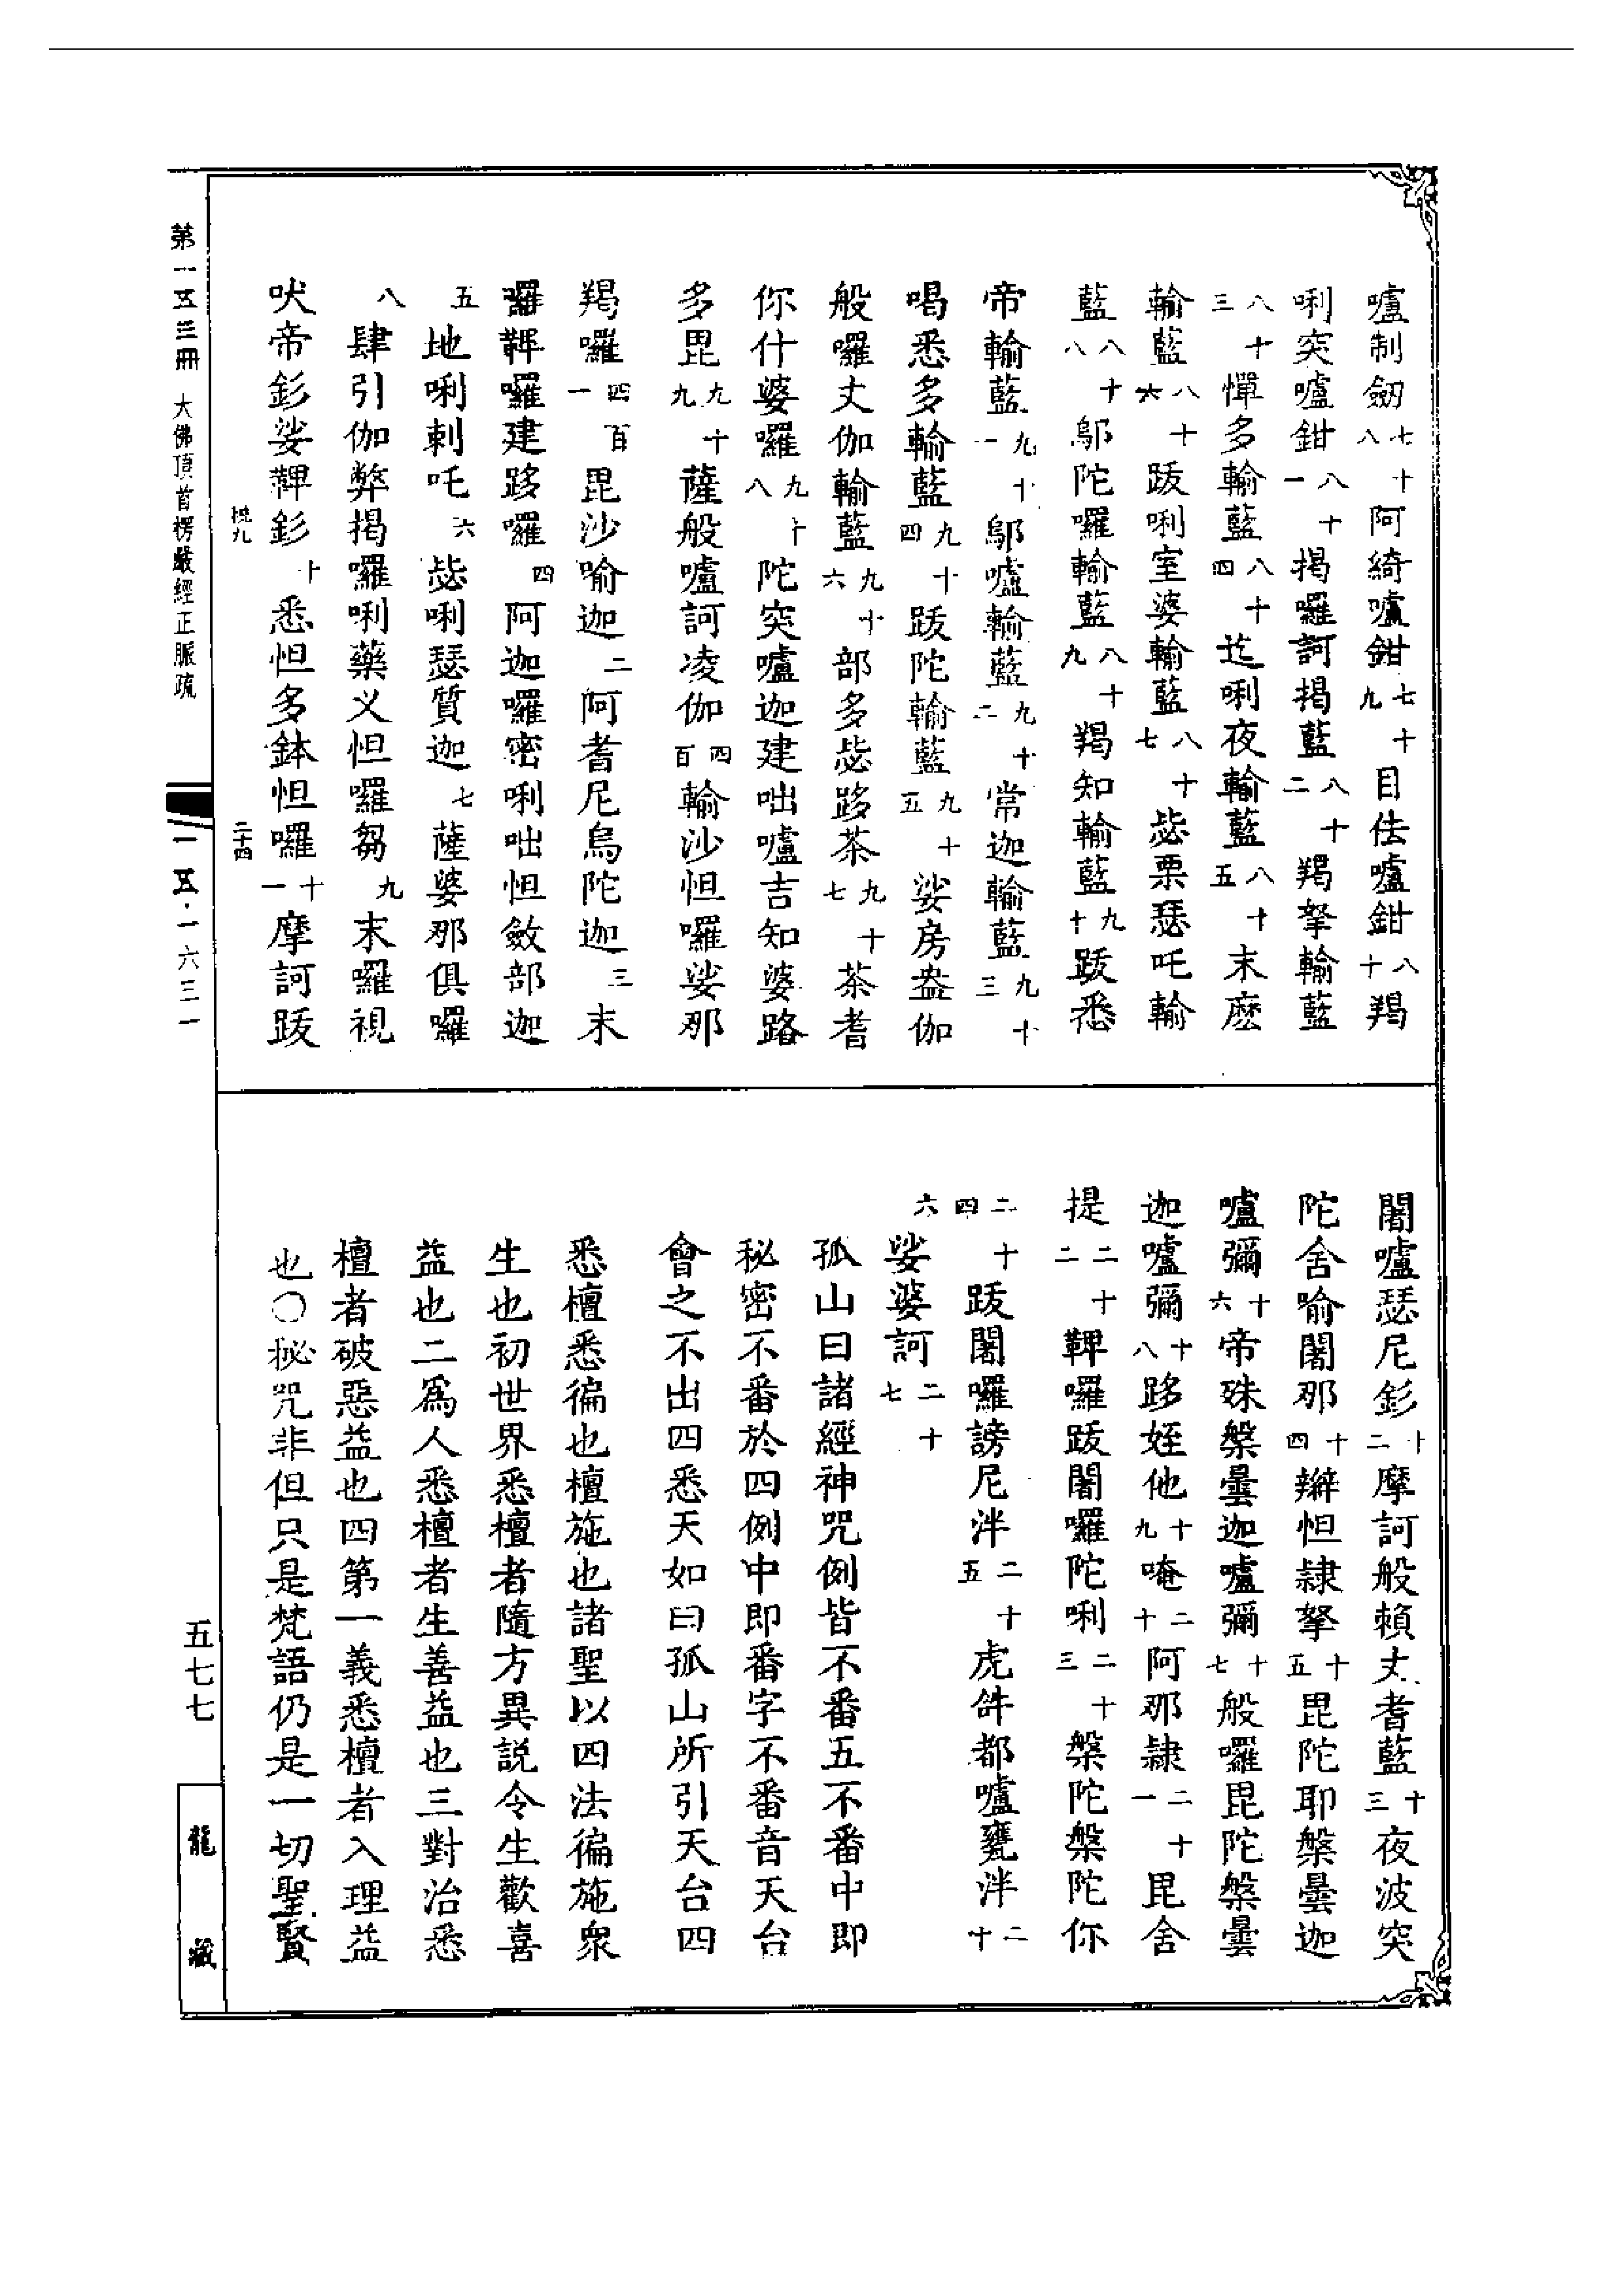 嚧制劒七十八阿綺嚧鉗七十九目佉嚧鉗八十羯
唎突嚧鉗八十一揭囉訶揭藍八十二羯拏輸藍
八十三憚多輸藍八十四迄唎夜輸藍八十五末麼
輸藍八十六跋唎室婆輸藍八十七毖栗瑟吒輸
藍八十八鄔陀囉輸藍八十九羯知輸藍九十跋悉
帝輸藍九十一鄔嚧輸藍九十二常迦輸藍九十三
喝悉多輸藍九十四跋陀輸藍九十五娑房盎伽
般囉丈伽輸藍九十六部多毖跢茶九十七茶耆
你什婆囉九十八陀突嚧迦建咄嚧吉知婆路
多毘九十九薩般嚧訶凌伽四百輸沙怛囉娑那
羯囉四百一毘沙喻迦二阿耆尼烏陀迦三末
囉鞞囉建跢囉四阿迦囉密唎咄怛斂部迦
五地唎剌吒六毖唎瑟質迦七薩婆那俱囉
八肆引伽弊揭囉唎藥义怛囉芻九末囉視
吠帝釤娑鞞釤十悉怛多鉢怛囉十一摩訶跋
闍嚧瑟尼釤十二摩訶般賴丈耆藍十三夜波突
陀舍喻闍那十四辮怛隷拏十五毘陀耶槃曇迦
嚧彌十六帝殊槃曇迦嚧彌十七般囉毘陀槃曇
迦嚧彌十八跢姪他十九唵二十阿那隷二十一毘舍
提二十二鞞囉跋闍囉陀唎二十三槃陀槃陀你
二十四跋闍囉謗尼泮二十五虎𤙖都嚧甕泮二十
六娑婆訶二十七
孤山曰諸經神咒例皆不番五不番中即
秘密不番於四例中即番字不番音天台
會之不出四悉天如曰孤山所引天台四
悉檀悉徧也檀施也諸聖以四法徧施衆
生也初世界悉檀者隨方異説令生歡喜
益也二爲人悉檀者生善益也三對治悉
檀者破惡益也四第一義悉檀者入理益
也○秘咒非但只是梵語仍是一切聖賢
第一五三冊 大佛頂首楞嚴經正脈疏
二十四
一五·一六三一
五七七
龍藏